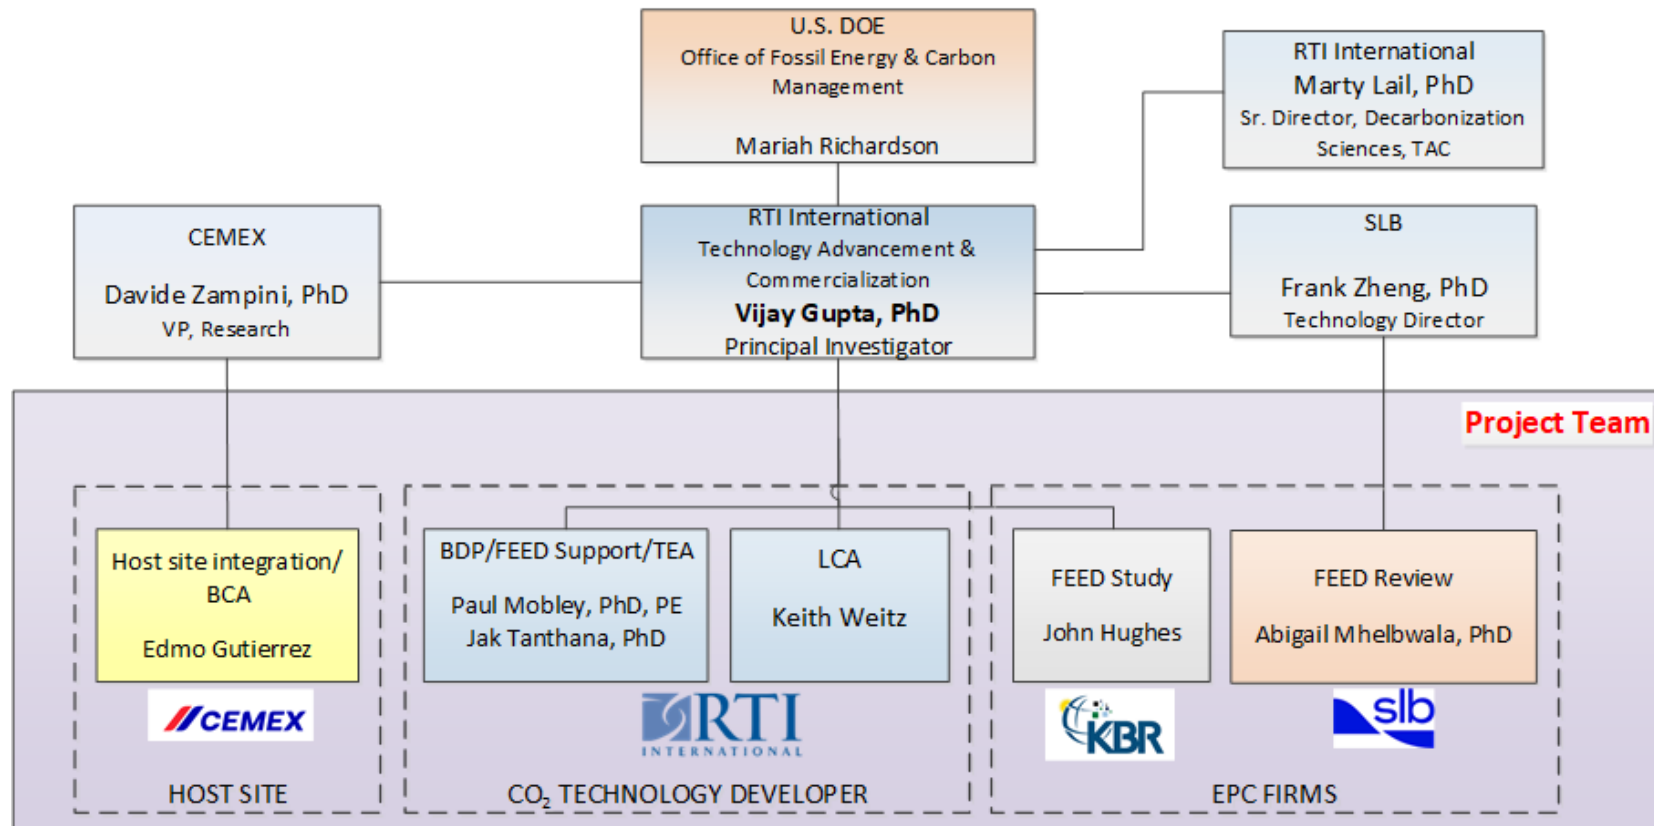 U.S. DOE
Office of Fossil Energy & Carbon
Management
Mariah Richardson
RTI International
Marty Lail, PhD
Sr. Director, Decarbonization
Sciences, TAC
CEMEX
Davide Zampini, PhD
VP, Research
RTI International
Technology Advancement &
Commercialization
Vijay Gupta, PhD
Principal Investigator
SLB
Frank Zheng, PhD
Technology Director
Project Team
Host site integration/
BCA
Edmo Gutierrez
CEMEX
HOST SITE
BDP/FEED Support/TEA
Paul Mobley, PhD, PE
Jak Tanthana, PhD
LCA
Keith Weitz
RTI
INTERNATIONAL
CO₂ TECHNOLOGY DEVELOPER
FEED Study
John Hughes
KBR
FEED Review
Abigail Mhelbwala, PhD
slb
EPC FIRMS